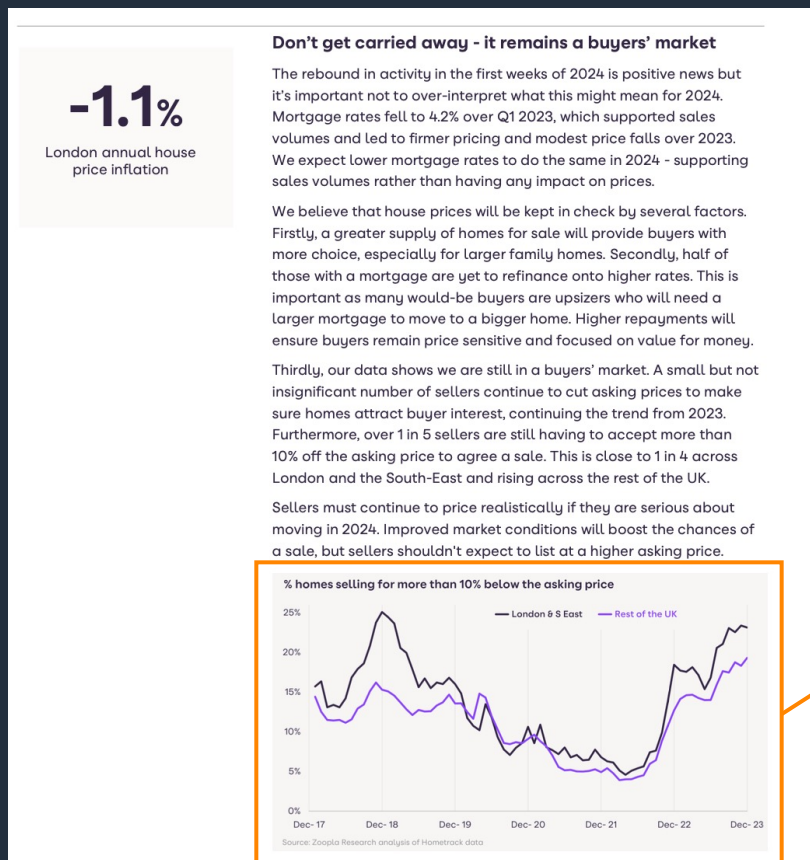 -1.1%
London annual house
price inflation
Don’t get carried away - it remains a buyers’ market
The rebound in activity in the first weeks of 2024 is positive news but
it’s important not to over-interpret what this might mean for 2024.
Mortgage rates fell to 4.2% over Q1 2023, which supported sales
volumes and led to firmer pricing and modest price falls over 2023.
We expect lower mortgage rates to do the same in 2024 - supporting
sales volumes rather than having any impact on prices.
We believe that house prices will be kept in check by several factors.
Firstly, a greater supply of homes for sale will provide buyers with
more choice, especially for larger family homes. Secondly, half of
those with a mortgage are yet to refinance onto higher rates. This is
important as many would-be buyers are upsizers who will need a
larger mortgage to move to a bigger home. Higher repayments will
ensure buyers remain price sensitive and focused on value for money.
Thirdly, our data shows we are still in a buyers’ market. A small but not
insignificant number of sellers continue to cut asking prices to make
sure homes attract buyer interest, continuing the trend from 2023.
Furthermore, over 1 in 5 sellers are still having to accept more than
10% off the asking price to agree a sale. This is close to 1 in 4 across
London and the South-East and rising across the rest of the UK.
Sellers must continue to price realistically if they are serious about
moving in 2024. Improved market conditions will boost the chances of
a sale, but sellers shouldn't expect to list at a higher asking price.
% homes selling for more than 10% below the asking price
London & S East Rest of the UK
25%
20%
15%
10%
5%
0%
Dec- 17 Dec- 18 Dec- 19 Dec- 20 Dec- 21 Dec- 22 Dec- 23
Source: Zoopla Research analysis of Hometrack data